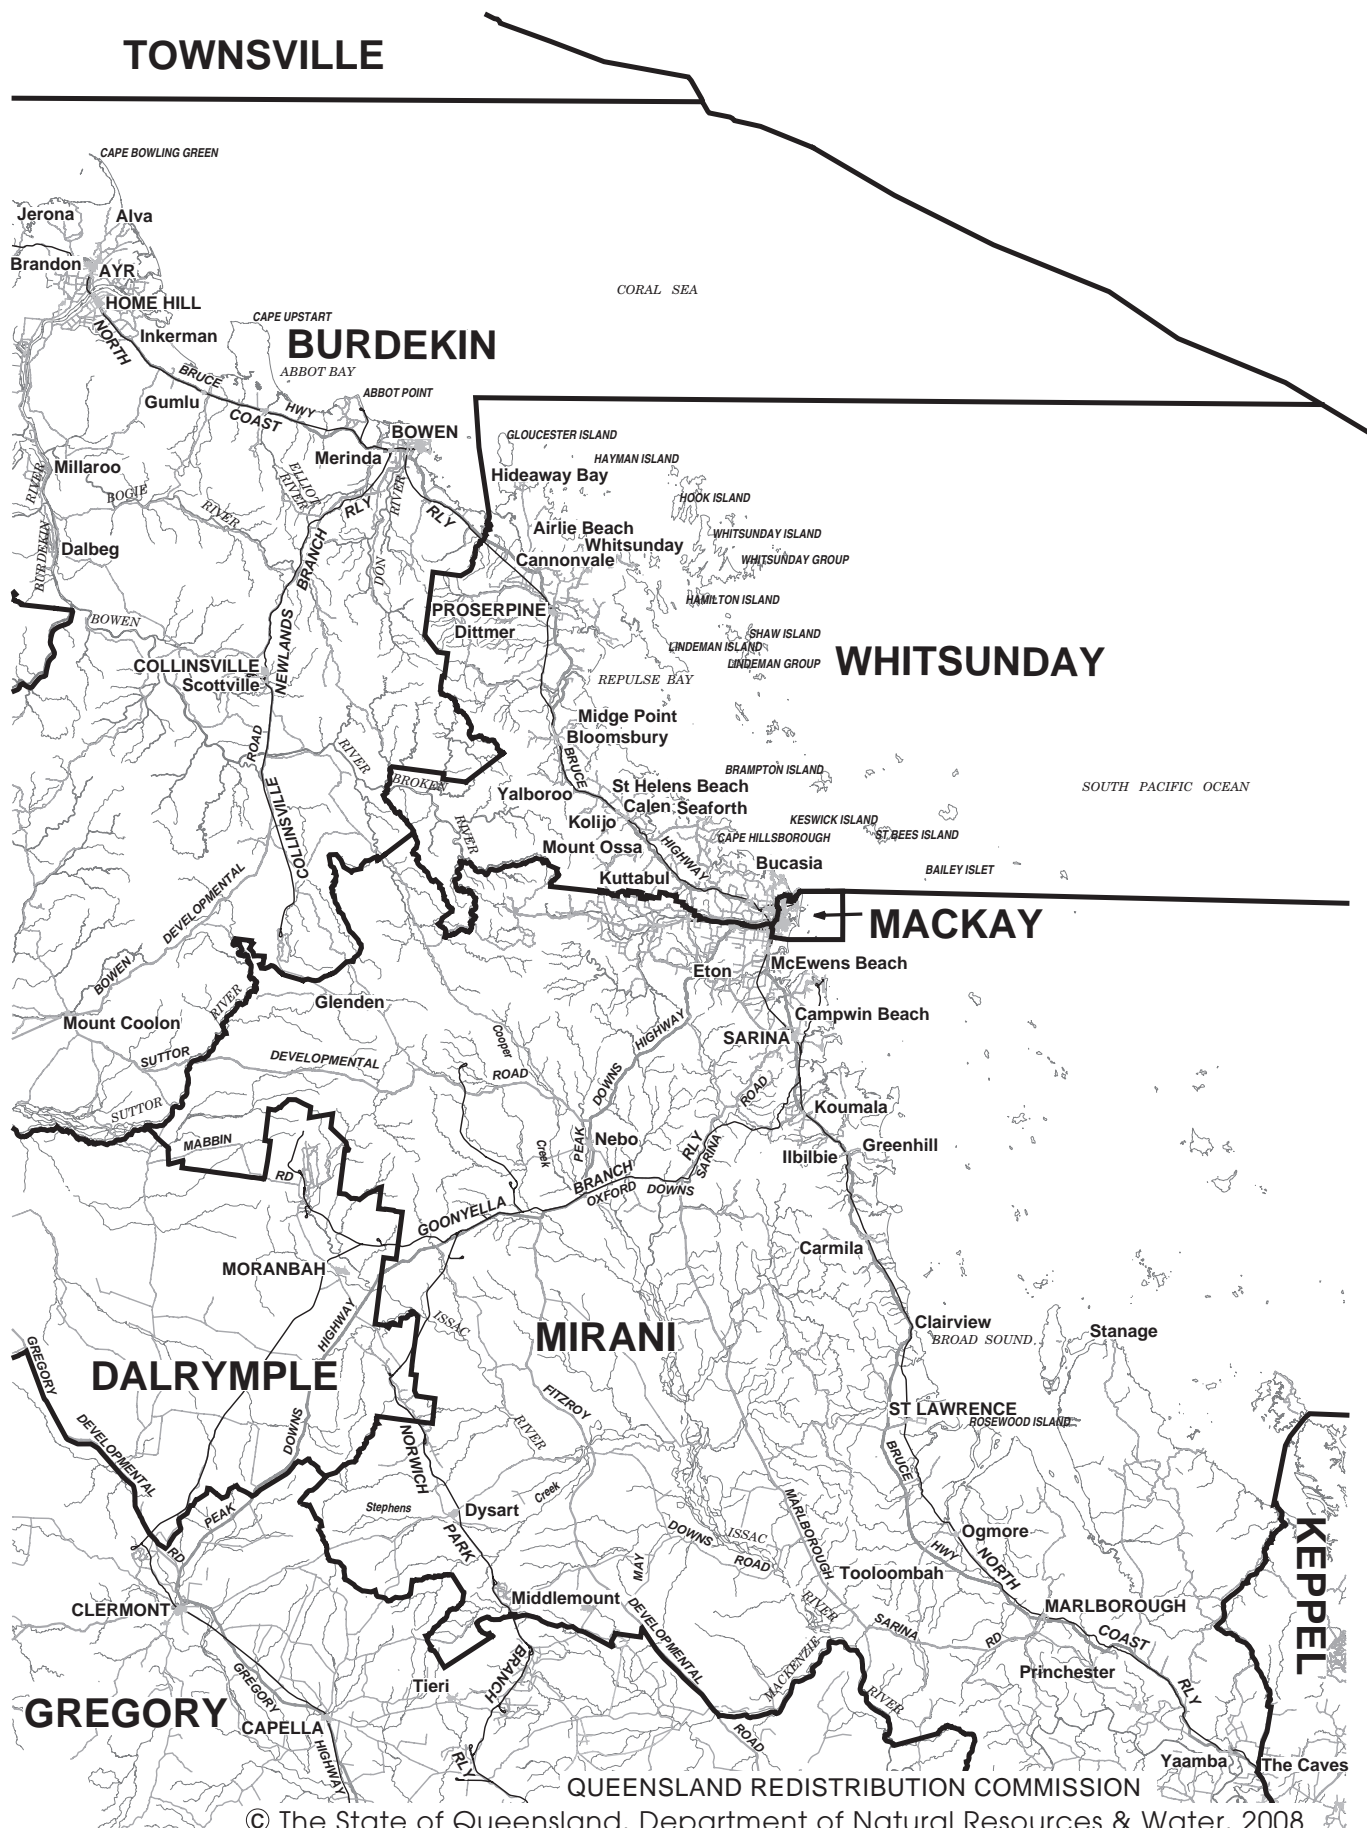 TOWNSVILLE
CAPE BOWLING GREEN
Jerona
Alva
Brandon
AYR
CORAL SEA
HOME HILL
CAPE UPSTART
NORTH
Inkerman
BURDEKIN
BRUCE
ABBOT BAY
ABBOT POINT
Gumlu
COAST
HWY
BOWEN
GLOUCESTER ISLAND
Merinda
HAYMAN ISLAND
Millaroo
RIVER
ELLIOT
RIVER
Hideaway Bay
BOGIE
RIVER
RLY
RIVER
RLY
HOOK ISLAND
Airlie Beach
WHITSUNDAY ISLAND
Whitsunday
Dalbeg
BURDEKIN
BRANCH
DON
Cannonvale
WHITSUNDAY GROUP
HAMILTON ISLAND
PROSERPINE
BOWEN
NEWLANDS
Dittmer
SHAW ISLAND
LINDEMAN ISLAND
LINDEMAN GROUP
WHITSUNDAY
COLLINSVILLE
Scottville
REPULSE BAY
Midge Point
Bloomsbury
ROAD
RIVER
BRUCE
BROKEN
BRAMPTON ISLAND
SOUTH PACIFIC OCEAN
Yalboroo
St Helens Beach
Calen
Seaforth
COLLINSVILLE
RIVER
Kolijo
KESWICK ISLAND
CAPE HILLSBOROUGH
ST BEES ISLAND
Mount Ossa
HIGHWAY
Bucasia
BAILEY ISLET
Kuttabul
DEVELOPMENTAL
MACKAY
BOWEN
Eton
McEwens Beach
RIVER
Glenden
Mount Coolon
Campwin Beach
HIGHWAY
SARINA
SUTTOR
DEVELOPMENTAL
Cooper
ROAD
DOWNS
ROAD
SUTTOR
Koumala
MABBIN
PEAK
Nebo
Creek
RLY
SARINA
Greenhill
Ilbilbie
RD
BRANCH
OXFORD
DOWNS
GOONYELLA
Carmila
MORANBAH
ISSAC
HIGHWAY
MIRANI
Clairview
BROAD SOUND
Stanage
GREGORY
DALRYMPLE
FITZROY
ST LAWRENCE
ROSEWOOD ISLAND
DEVELOPMENTAL
DOWNS
NORWICH
RIVER
BRUCE
PEAK
Stephens
Creek
Dysart
MARLBOROUGH
RD
PARK
DOWNS
ISSAC
ROAD
Ogmore
KEPPEL
MAY
HWY
NORTH
Tooloombah
Middlemount
CLERMONT
DEVELOPMENTAL
RIVER
MARLBOROUGH
SARINA
RD
COAST
MACKENZIE
Princhester
GREGORY
BRANCH
Tieri
RIVER
RLY
GREGORY
CAPELLA
HIGHWAY
RLY
ROAD
Yaamba
The Caves
QUEENSLAND REDISTRIBUTION COMMISSION
© The State of Queensland, Department of Natural Resources & Water, 2008